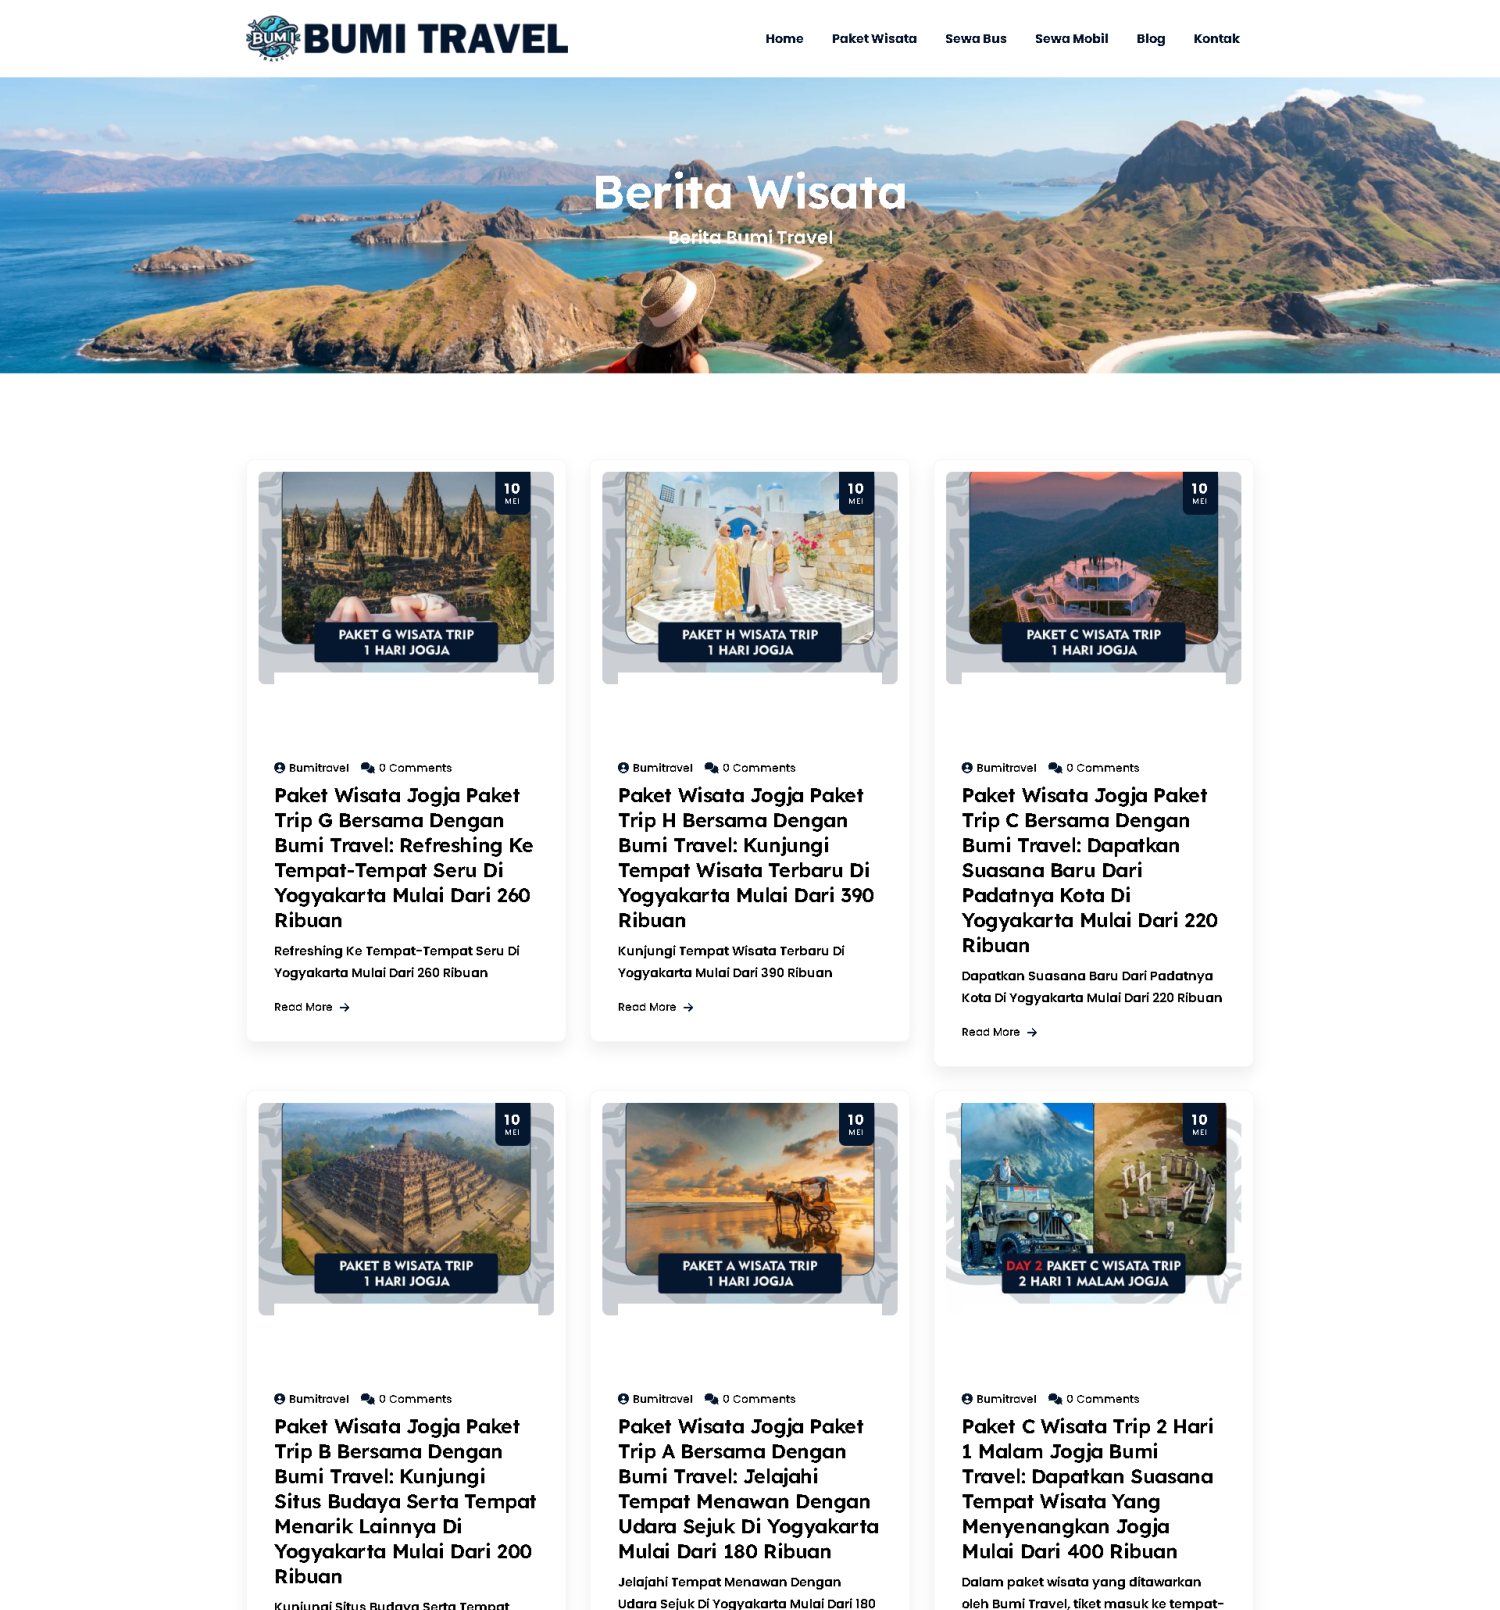 BUMI
TRAVEL
BUMI TRAVEL
Home
Paket Wisata
Sewa Bus
Sewa Mobil
Blog
Kontak
Berita Wisata
Berita Bumi Travel
10
MEI
PAKET G WISATA TRIP
1 HARI JOGJA
Bumitravel
0 Comments
Paket Wisata Jogja Paket
Trip G Bersama Dengan
Bumi Travel: Refreshing Ke
Tempat-Tempat Seru Di
Yogyakarta Mulai Dari 260
Ribuan
Refreshing Ke Tempat-Tempat Seru Di
Yogyakarta Mulai Dari 260 Ribuan
Read More
10
MEI
PAKET H WISATA TRIP
1 HARI JOGJA
Bumitravel
0 Comments
Paket Wisata Jogja Paket
Trip H Bersama Dengan
Bumi Travel: Kunjungi
Tempat Wisata Terbaru Di
Yogyakarta Mulai Dari 390
Ribuan
Kunjungi Tempat Wisata Terbaru Di
Yogyakarta Mulai Dari 390 Ribuan
Read More
10
MEI
PAKET C WISATA TRIP
1 HARI JOGJA
Bumitravel
0 Comments
Paket Wisata Jogja Paket
Trip C Bersama Dengan
Bumi Travel: Dapatkan
Suasana Baru Dari
Padatnya Kota Di
Yogyakarta Mulai Dari 220
Ribuan
Dapatkan Suasana Baru Dari Padatnya
Kota Di Yogyakarta Mulai Dari 220 Ribuan
Read More
10
MEI
PAKET B WISATA TRIP
1 HARI JOGJA
Bumitravel
0 Comments
Paket Wisata Jogja Paket
Trip B Bersama Dengan
Bumi Travel: Kunjungi
Situs Budaya Serta Tempat
Menarik Lainnya Di
Yogyakarta Mulai Dari 200
Ribuan
Kunjungi Situs Budaya Serta Tempat
10
MEI
PAKET A WISATA TRIP
1 HARI JOGJA
Bumitravel
0 Comments
Paket Wisata Jogja Paket
Trip A Bersama Dengan
Bumi Travel: Jelajahi
Tempat Menawan Dengan
Udara Sejuk Di Yogyakarta
Mulai Dari 180 Ribuan
Jelajahi Tempat Menawan Dengan
Udara Sejuk Di Yogyakarta Mulai Dari 180
10
MEI
DAY 2 PAKET C WISATA TRIP
2 HARI 1 MALAM JOGJA
Bumitravel
0 Comments
Paket C Wisata Trip 2 Hari
1 Malam Jogja Bumi
Travel: Dapatkan Suasana
Tempat Wisata Yang
Menyenangkan Jogja
Mulai Dari 400 Ribuan
Dalam paket wisata yang ditawarkan
oleh Bumi Travel, tiket masuk ke tempat-